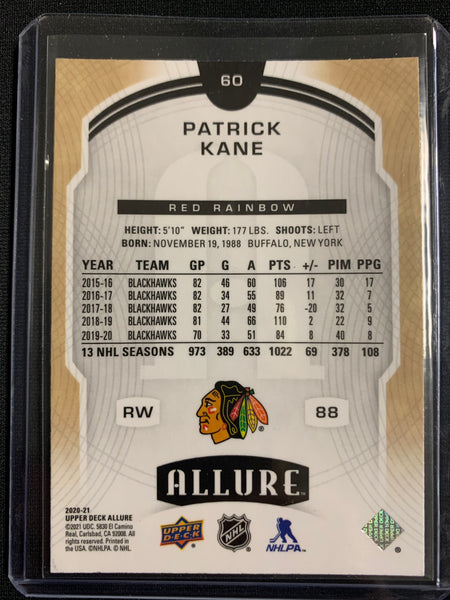 60
PATRICK
KANE
RED RAINBOW
HEIGHT: 5'10" WEIGHT: 177 LBS. SHOOTS: LEFT
BORN: NOVEMBER 19, 1988 BUFFALO, NEW YORK
YEAR TEAM GP G A PTS +/- PIM PPG
2015-16 BLACKHAWKS 82 46 60 106 17 30 17
2016-17 BLACKHAWKS 82 34 55 89 11 32 7
2017-18 BLACKHAWKS 82 27 49 76 -20 32 5
2018-19 BLACKHAWKS 81 44 66 110 2 22 9
2019-20 BLACKHAWKS 70 33 51 84 8 40 8
13 NHL SEASONS 973 389 633 1022 69 378 108
RW 88
ALLURE™
2020-21
UPPER DECK ALLURE
©2021 UDC. 5830 El Camino
Real, Carlsbad, CA 92008. All
rights reserved. Printed in
the USA. ©NHLPA. © NHL.
UPPER DECK
NHL
NHLPA